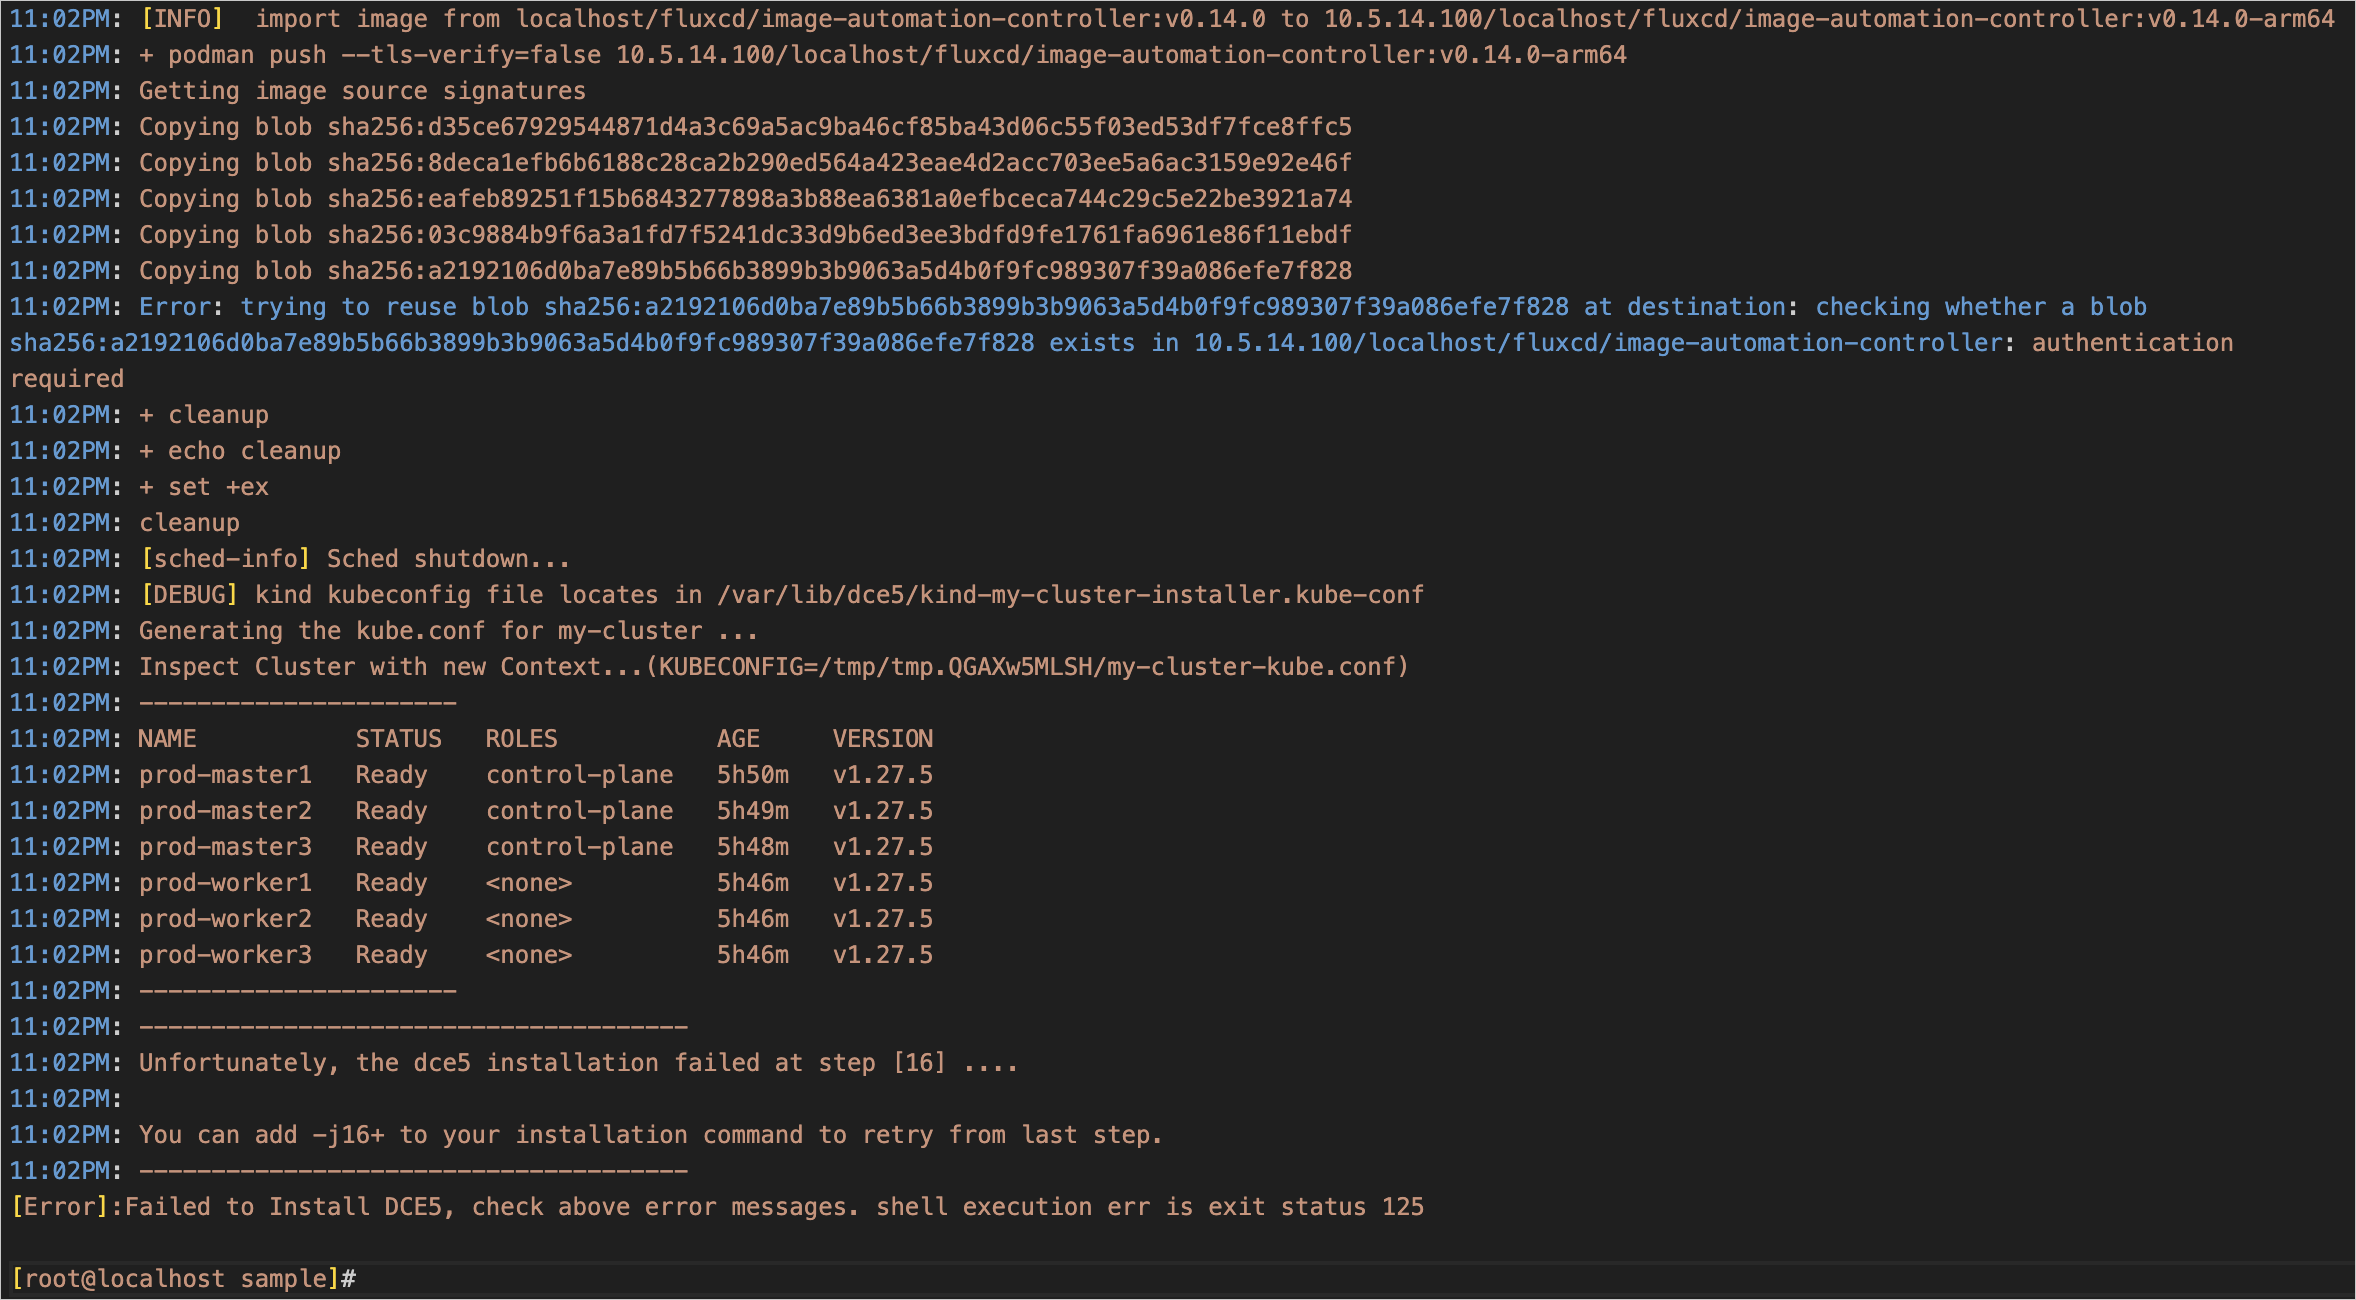 11:02PM: [INFO]  import image from localhost/fluxcd/image-automation-controller:v0.14.0 to 10.5.14.100/localhost/fluxcd/image-automation-controller:v0.14.0-arm64
11:02PM: + podman push --tls-verify=false 10.5.14.100/localhost/fluxcd/image-automation-controller:v0.14.0-arm64
11:02PM: Getting image source signatures
11:02PM: Copying blob sha256:d35ce67929544871d4a3c69a5ac9ba46cf85ba43d06c55f03ed53df7fce8ffc5
11:02PM: Copying blob sha256:8deca1efb6b6188c28ca2b290ed564a423eae4d2acc703ee5a6ac3159e92e46f
11:02PM: Copying blob sha256:eafeb89251f15b6843277898a3b88ea6381a0efbceca744c29c5e22be3921a74
11:02PM: Copying blob sha256:03c9884b9f6a3a1fd7f5241dc33d9b6ed3ee3bdfd9fe1761fa6961e86f11ebdf
11:02PM: Copying blob sha256:a2192106d0ba7e89b5b66b3899b3b9063a5d4b0f9fc989307f39a086efe7f828
11:02PM: Error: trying to reuse blob sha256:a2192106d0ba7e89b5b66b3899b3b9063a5d4b0f9fc989307f39a086efe7f828 at destination: checking whether a blob
sha256:a2192106d0ba7e89b5b66b3899b3b9063a5d4b0f9fc989307f39a086efe7f828 exists in 10.5.14.100/localhost/fluxcd/image-automation-controller: authentication
required
11:02PM: + cleanup
11:02PM: + echo cleanup
11:02PM: + set +ex
11:02PM: cleanup
11:02PM: [sched-info] Sched shutdown...
11:02PM: [DEBUG] kind kubeconfig file locates in /var/lib/dce5/kind-my-cluster-installer.kube-conf
11:02PM: Generating the kube.conf for my-cluster ...
11:02PM: Inspect Cluster with new Context...(KUBECONFIG=/tmp/tmp.QGAXw5MLSH/my-cluster-kube.conf)
11:02PM: ----------------------
11:02PM: NAME           STATUS   ROLES           AGE     VERSION
11:02PM: prod-master1   Ready    control-plane   5h50m   v1.27.5
11:02PM: prod-master2   Ready    control-plane   5h49m   v1.27.5
11:02PM: prod-master3   Ready    control-plane   5h48m   v1.27.5
11:02PM: prod-worker1   Ready    <none>          5h46m   v1.27.5
11:02PM: prod-worker2   Ready    <none>          5h46m   v1.27.5
11:02PM: prod-worker3   Ready    <none>          5h46m   v1.27.5
11:02PM: ----------------------
11:02PM: --------------------------------------
11:02PM: Unfortunately, the dce5 installation failed at step [16] ....
11:02PM:
11:02PM: You can add -j16+ to your installation command to retry from last step.
11:02PM: --------------------------------------
[Error]:Failed to Install DCE5, check above error messages. shell execution err is exit status 125
[root@localhost sample]#